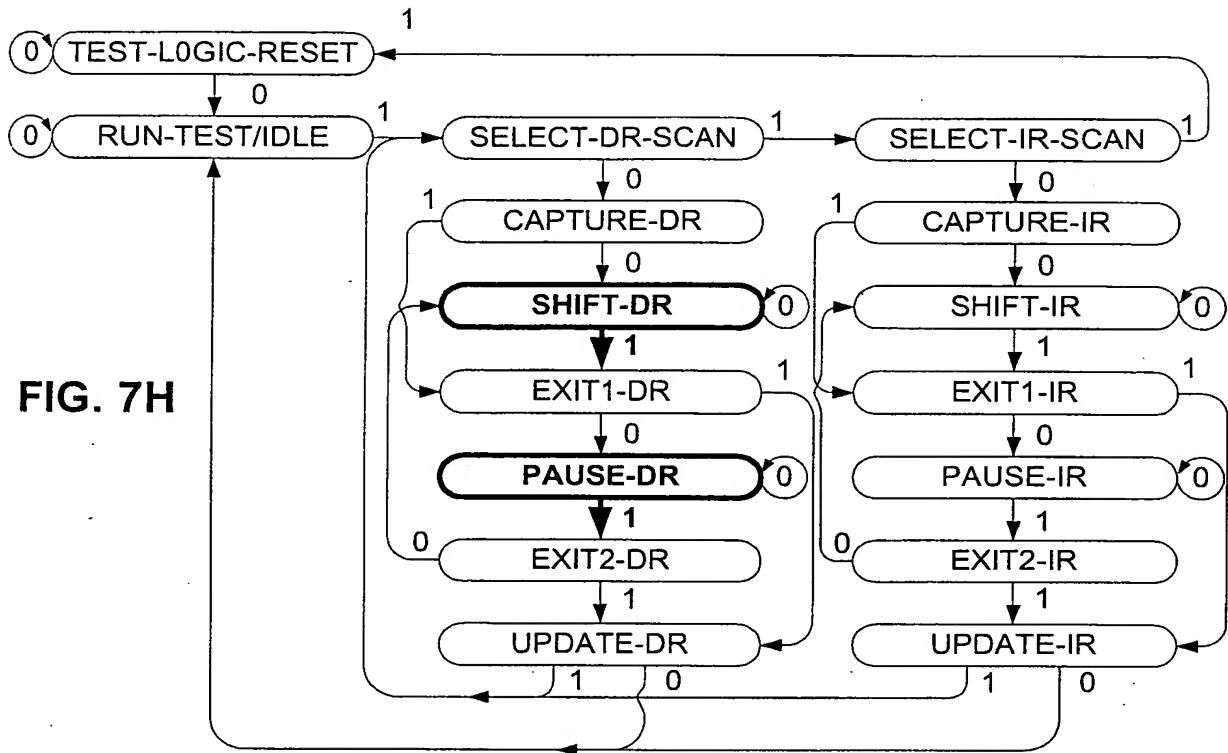 1
0 TEST-L0GIC-RESET
0
0 RUN-TEST/IDLE 1 SELECT-DR-SCAN 1 SELECT-IR-SCAN 1
0 0
1 CAPTURE-DR 1 CAPTURE-IR
0 0
SHIFT-DR 0 SHIFT-IR 0
1 1
FIG. 7H
EXIT1-DR 1 EXIT1-IR 1
0 0
PAUSE-DR 0 PAUSE-IR 0
1 1
0 EXIT2-DR 0 EXIT2-IR
1 1
UPDATE-DR UPDATE-IR
1 0 1 0